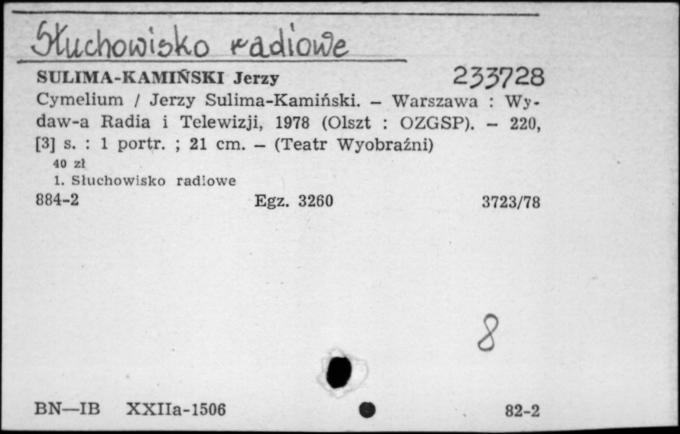 Słuchowisko radiowe
SULIMA-KAMIŃSKI Jerzy 233728
Cymelium / Jerzy Sulima-Kamiński. – Warszawa : Wy-
daw-a Radia i Telewizji, 1978 (Olszt : OZGSP). – 220,
[3] s. : 1 portr. ; 21 cm. – (Teatr Wyobraźni)
40 zł
1. Słuchowisko radiowe
884-2 Egz. 3260 3723/78
8
BN—IB XXIIa-1506 82-2